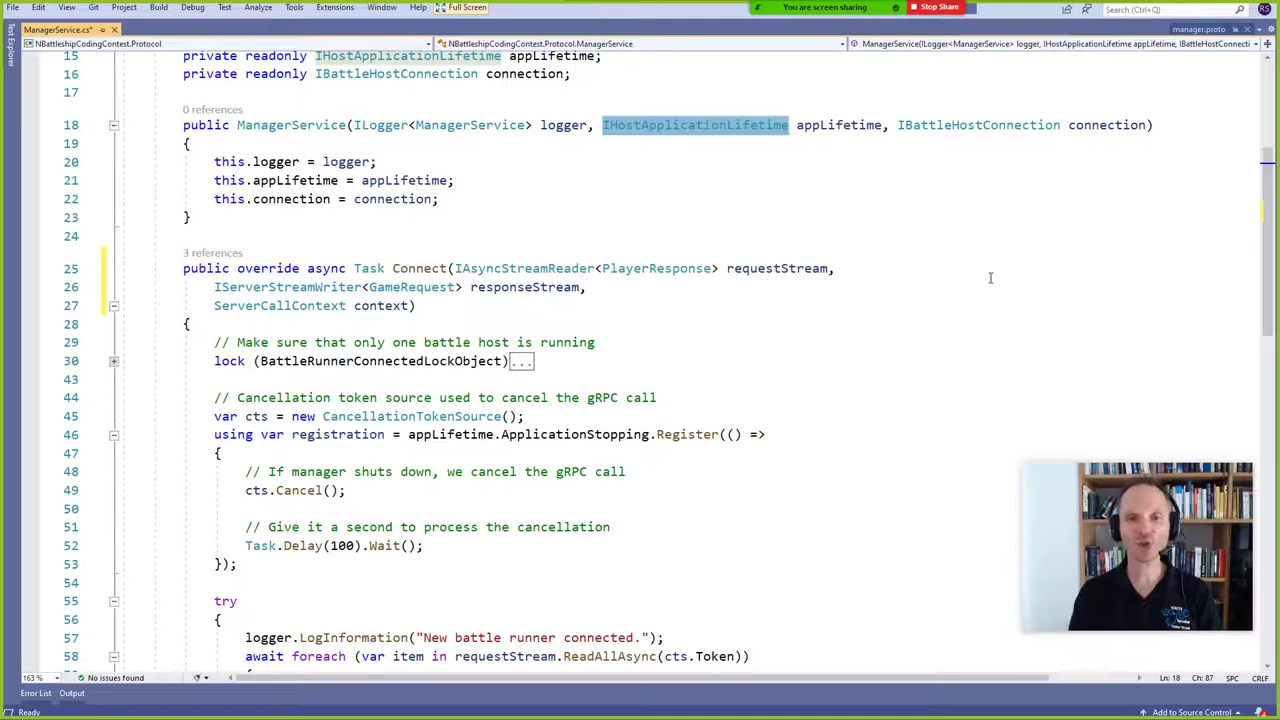 File Edit View Git Project Build Debug Test Analyze Tools Extensions Window Help Full Screen You are screen sharing Stop Share Search (Ctrl+Q) RS
ManagerService.cs* manager.proto
NBattleshipCodingContest.Protocol NBattleshipCodingContest.Protocol.ManagerService ManagerService(ILogger<ManagerService> logger, IHostApplicationLifetime appLifetime, IBattleHostConnecti
Test Explorer
15 private readonly IHostApplicationLifetime appLifetime;
16 private readonly IBattleHostConnection connection;
17
0 references
18 public ManagerService(ILogger<ManagerService> logger, IHostApplicationLifetime appLifetime, IBattleHostConnection connection)
19 {
20 this.logger = logger;
21 this.appLifetime = appLifetime;
22 this.connection = connection;
23 }
24
3 references
25 public override async Task Connect(IAsyncStreamReader<PlayerResponse> requestStream,
26 IServerStreamWriter<GameRequest> responseStream,
27 ServerCallContext context)
28 {
29 // Make sure that only one battle host is running
30 lock (BattleRunnerConnectedLockObject)...
43
44 // Cancellation token source used to cancel the gRPC call
45 var cts = new CancellationTokenSource();
46 using var registration = appLifetime.ApplicationStopping.Register(() =>
47 {
48 // If manager shuts down, we cancel the gRPC call
49 cts.Cancel();
50
51 // Give it a second to process the cancellation
52 Task.Delay(100).Wait();
53 });
54
55 try
56 {
57 logger.LogInformation("New battle runner connected.");
58 await foreach (var item in requestStream.ReadAllAsync(cts.Token))
163 % No issues found Ln: 18 Ch: 87 SPC CRLF
Error List Output
Ready Add to Source Control